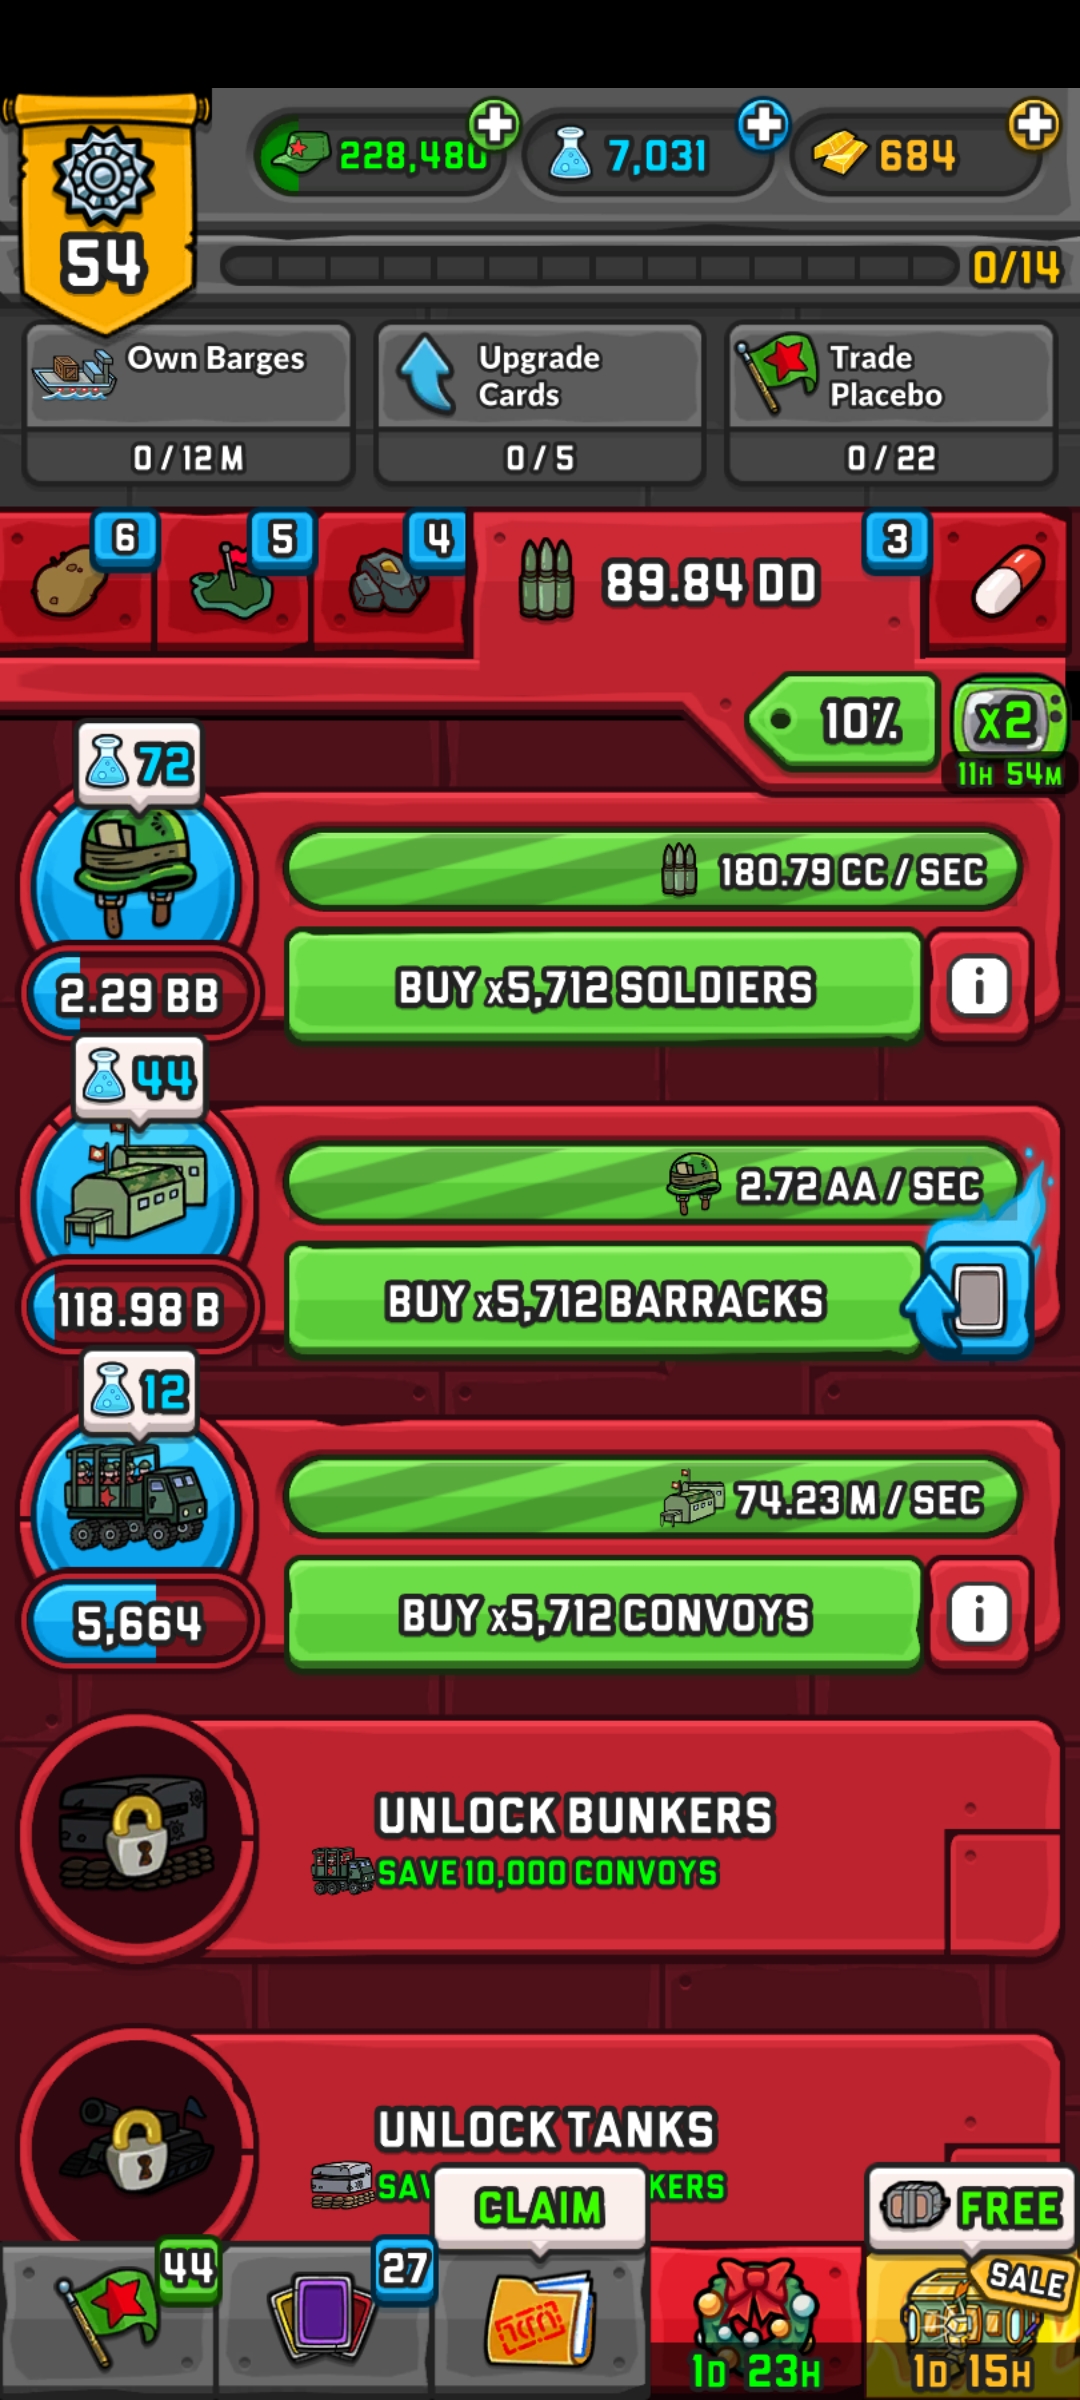 54
228,480
7,031
684
0/14
Own Barges
0 / 12 M
Upgrade
Cards
0 / 5
Trade
Placebo
0 / 22
6
5
4
89.84 DD
3
10%
x2
11H 54M
72
180.79 CC / SEC
2.29 BB
BUY x5,712 SOLDIERS
i
44
2.72 AA / SEC
118.98 B
BUY x5,712 BARRACKS
12
74.23 M / SEC
5,664
BUY x5,712 CONVOYS
i
UNLOCK BUNKERS
SAVE 10,000 CONVOYS
UNLOCK TANKS
CLAIM
FREE
44
27
SALE
1D 23H
1D 15H